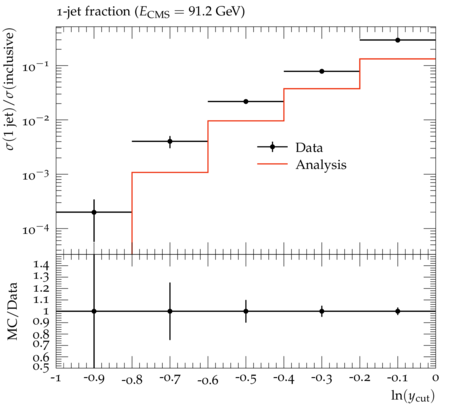 1-jet fraction (E_CMS = 91.2 GeV)
σ(1 jet)/σ(inclusive)
10⁻¹
10⁻²
10⁻³
10⁻⁴
Data
Analysis
MC/Data
1.4
1.3
1.2
1.1
1
0.9
0.8
0.7
0.6
0.5
-1 -0.9 -0.8 -0.7 -0.6 -0.5 -0.4 -0.3 -0.2 -0.1 0
ln(y_cut)